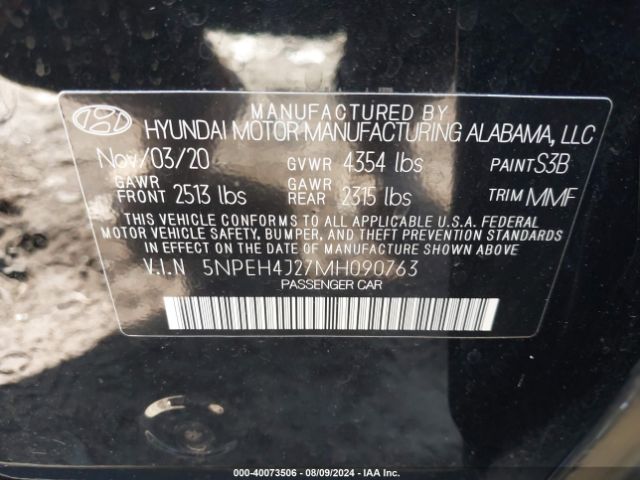 MANUFACTURED BY
HYUNDAI MOTOR MANUFACTURING ALABAMA, LLC
Nov/03/20 GVWR 4354 lbs PAINT S3B
GAWR FRONT 2513 lbs GAWR REAR 2315 lbs TRIM MMF
THIS VEHICLE CONFORMS TO ALL APPLICABLE U.S.A. FEDERAL
MOTOR VEHICLE SAFETY, BUMPER, AND THEFT PREVENTION STANDARDS
IN EFFECT ON THE DATE OF MANUFACTURE SHOWN ABOVE
V.I.N 5NPEH4J27MH090763
PASSENGER CAR
000-40073506 - 08/09/2024 - IAA Inc.